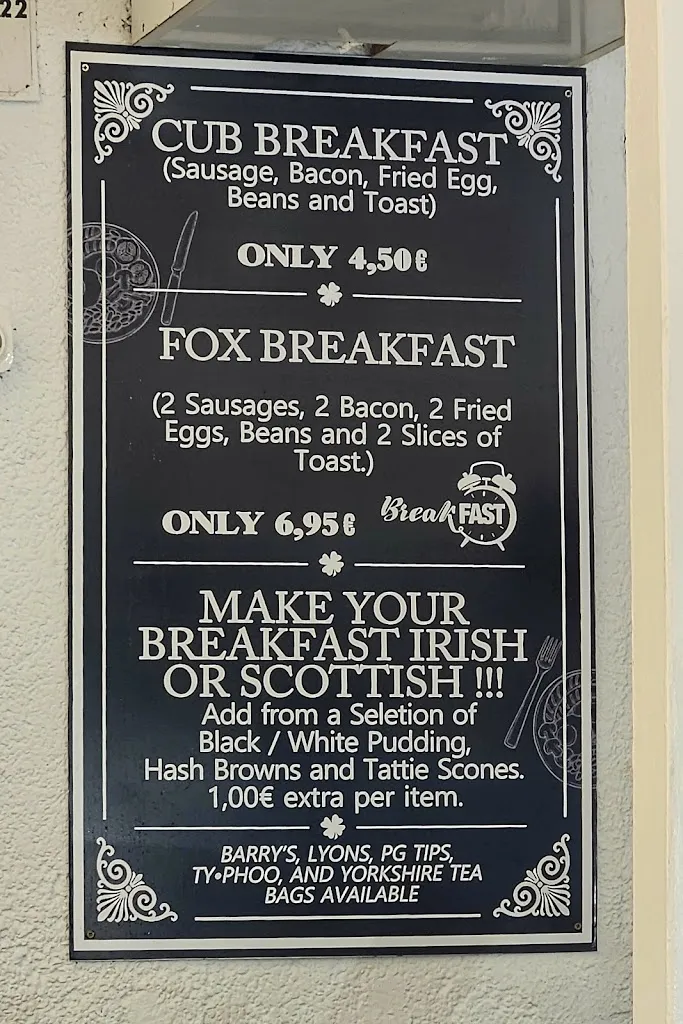 22
CUB BREAKFAST
(Sausage, Bacon, Fried Egg,
Beans and Toast)
ONLY 4,50€
FOX BREAKFAST
(2 Sausages, 2 Bacon, 2 Fried
Eggs, Beans and 2 Slices of
Toast.)
ONLY 6,95€
BreakFAST
MAKE YOUR
BREAKFAST IRISH
OR SCOTTISH !!!
Add from a Seletion of
Black / White Pudding,
Hash Browns and Tattie Scones.
1,00€ extra per item.
BARRY'S, LYONS, PG TIPS,
TY•PHOO, AND YORKSHIRE TEA
BAGS AVAILABLE